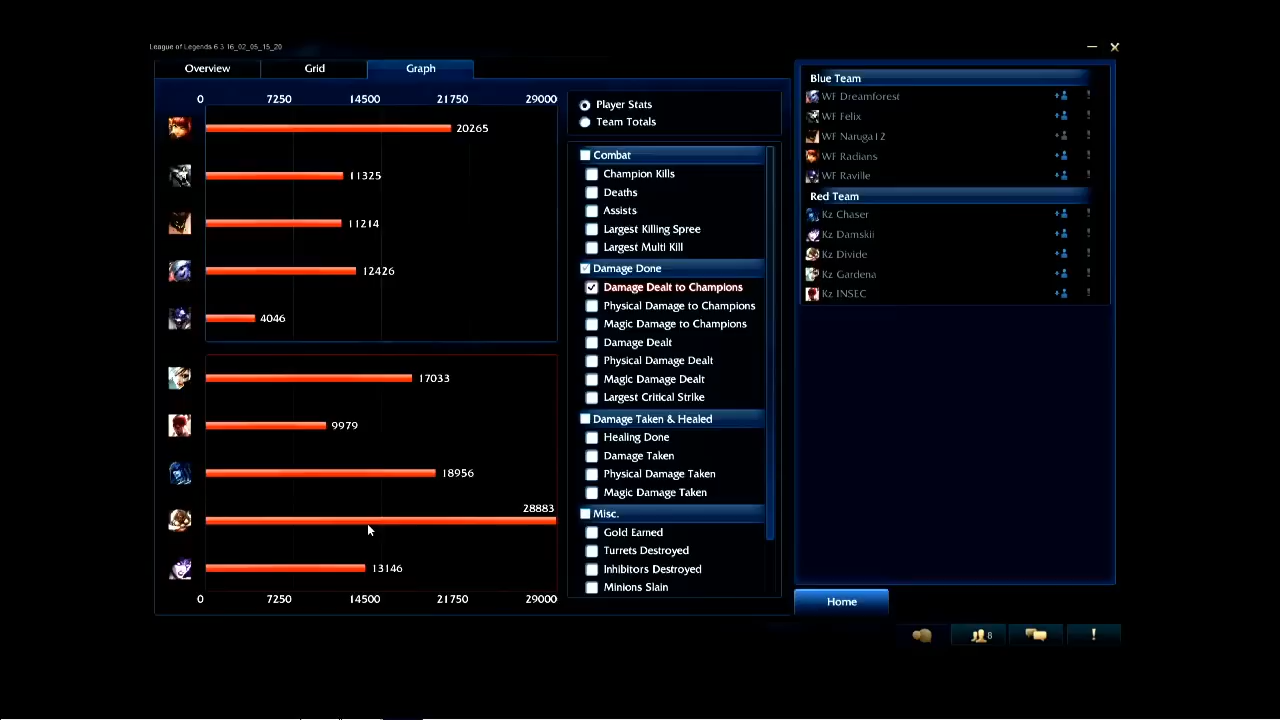 League of Legends 6.3 16_02_05_15_20
Overview
Grid
Graph
0 7250 14500 21750 29000
20265
11325
11214
12426
4046
17033
9979
18956
28883
13146
0 7250 14500 21750 29000
Player Stats
Team Totals
Combat
Champion Kills
Deaths
Assists
Largest Killing Spree
Largest Multi Kill
Damage Done
Damage Dealt to Champions
Physical Damage to Champions
Magic Damage to Champions
Damage Dealt
Physical Damage Dealt
Magic Damage Dealt
Largest Critical Strike
Damage Taken & Healed
Healing Done
Damage Taken
Physical Damage Taken
Magic Damage Taken
Misc.
Gold Earned
Turrets Destroyed
Inhibitors Destroyed
Minions Slain
Blue Team
WF Dreamforest
WF Felix
WF Naruga12
WF Radians
WF Raville
Red Team
Kz Chaser
Kz Damskii
Kz Divide
Kz Gardena
Kz INSEC
Home
8